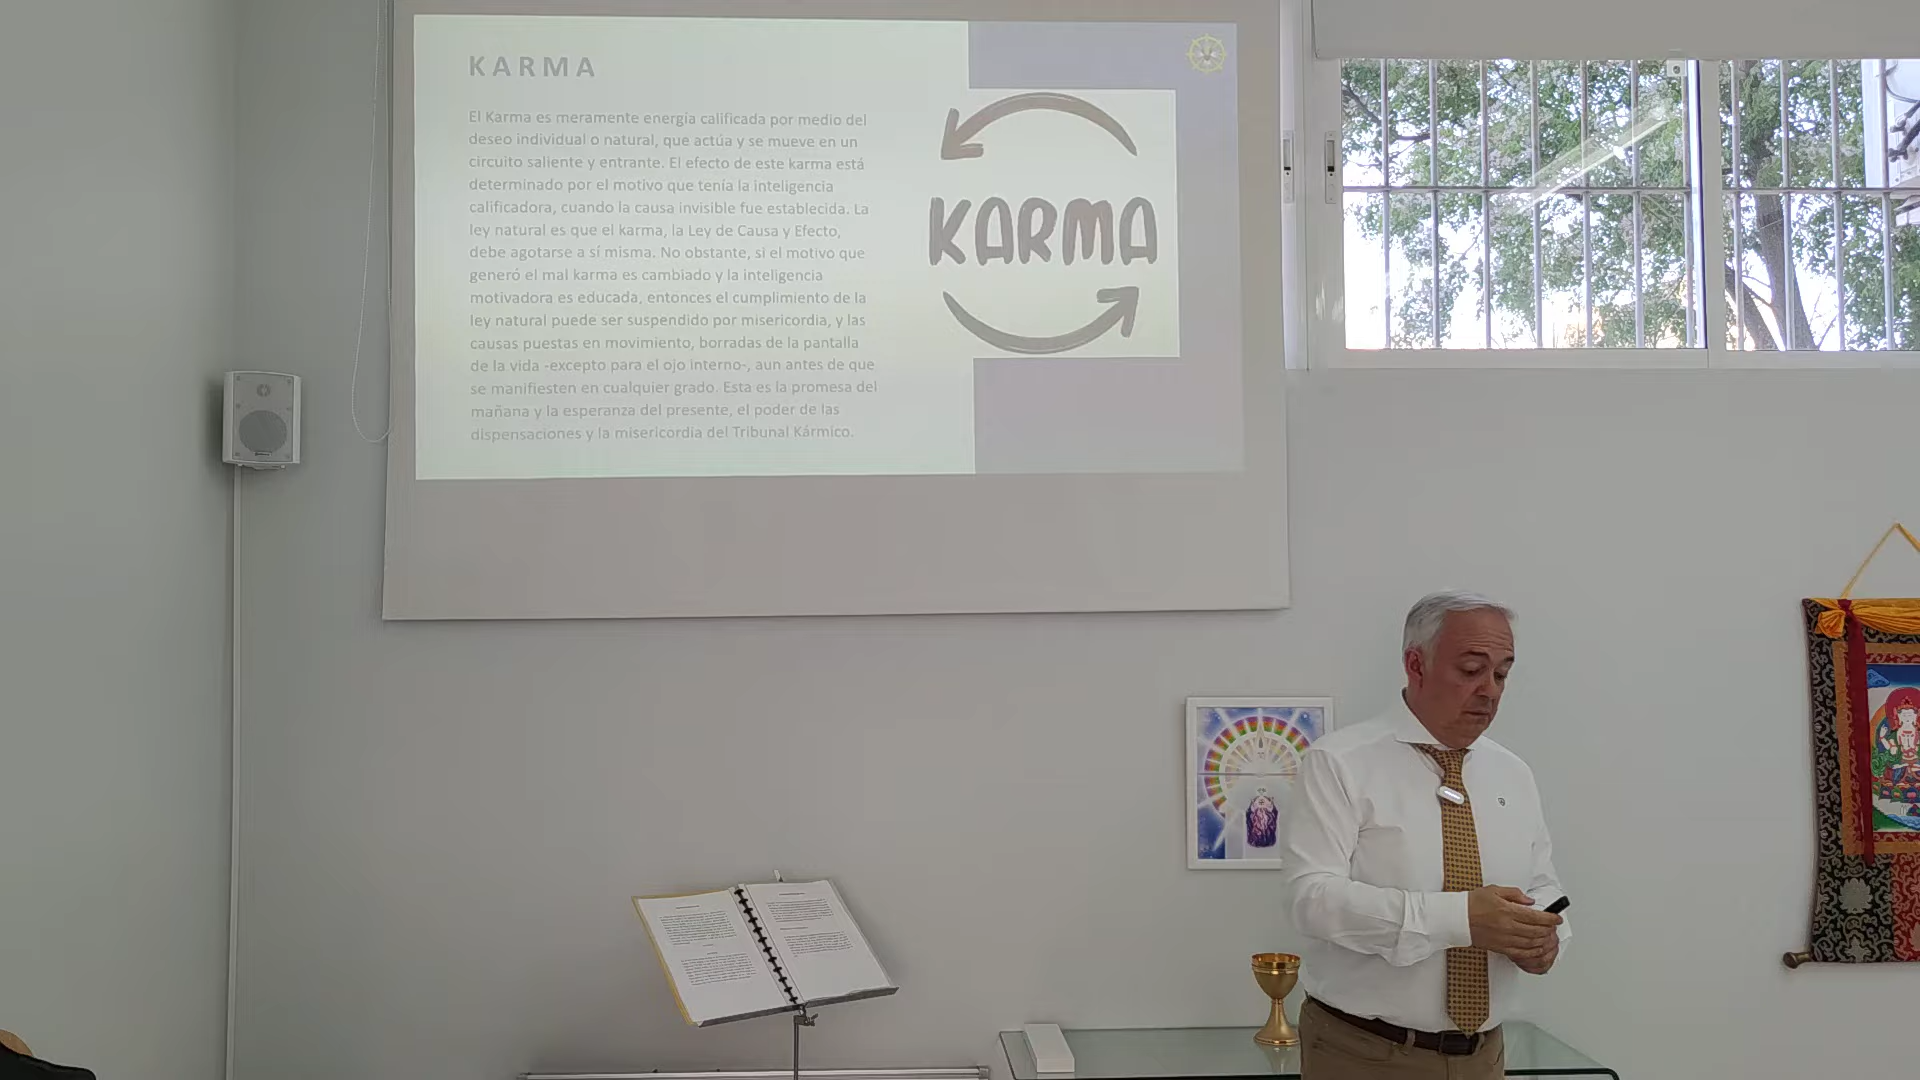 KARMA
El Karma es meramente energía calificada por medio del
deseo individual o natural, que actúa y se mueve en un
circuito saliente y entrante. El efecto de este karma está
determinado por el motivo que tenía la inteligencia
calificadora, cuando la causa invisible fue establecida. La
ley natural es que el karma, la Ley de Causa y Efecto,
debe agotarse a sí misma. No obstante, si el motivo que
generó el mal karma es cambiado y la inteligencia
motivadora es educada, entonces el cumplimiento de la
ley natural puede ser suspendido por misericordia, y las
causas puestas en movimiento, borradas de la pantalla
de la vida -excepto para el ojo interno-, aun antes de que
se manifiesten en cualquier grado. Esta es la promesa del
mañana y la esperanza del presente, el poder de las
dispensaciones y la misericordia del Tribunal Kármico.
KARMA